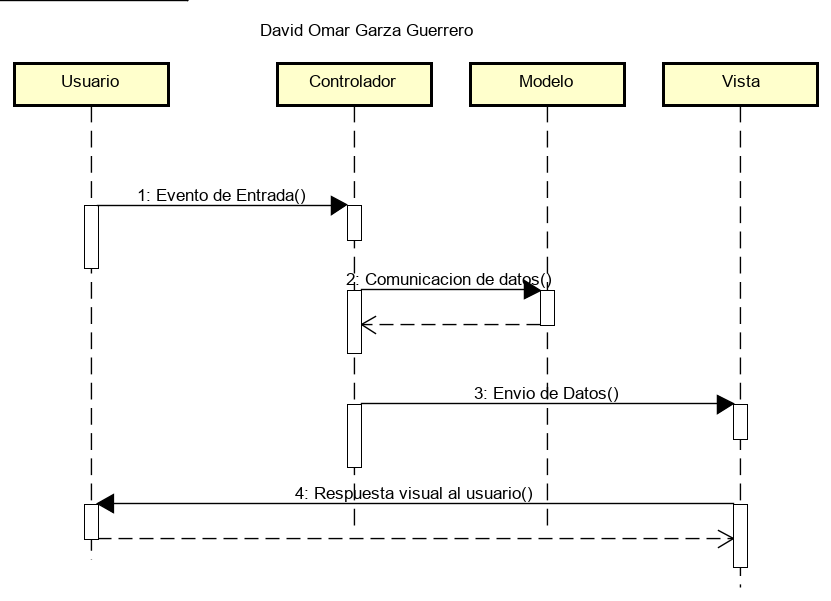 David Omar Garza Guerrero
Usuario
Controlador
Modelo
Vista
1: Evento de Entrada()
2: Comunicacion de datos()
3: Envio de Datos()
4: Respuesta visual al usuario()